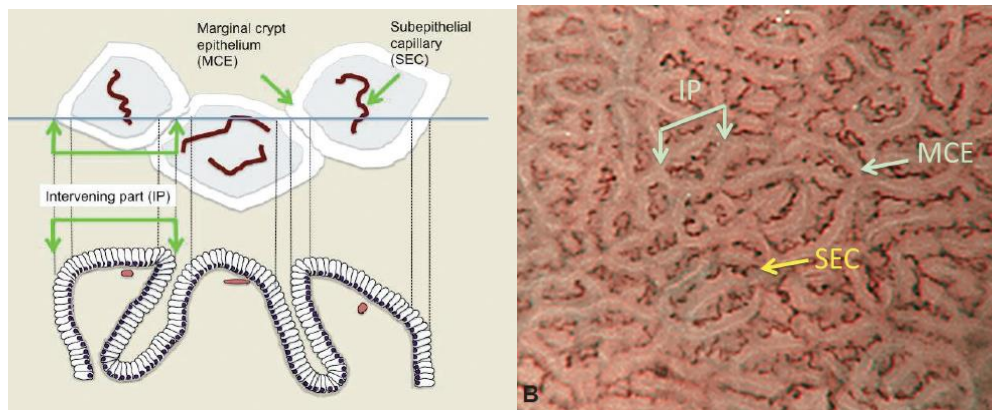 Marginal crypt
epithelium
(MCE)
Subepithelial
capillary
(SEC)
Intervening part (IP)
IP
MCE
SEC
B